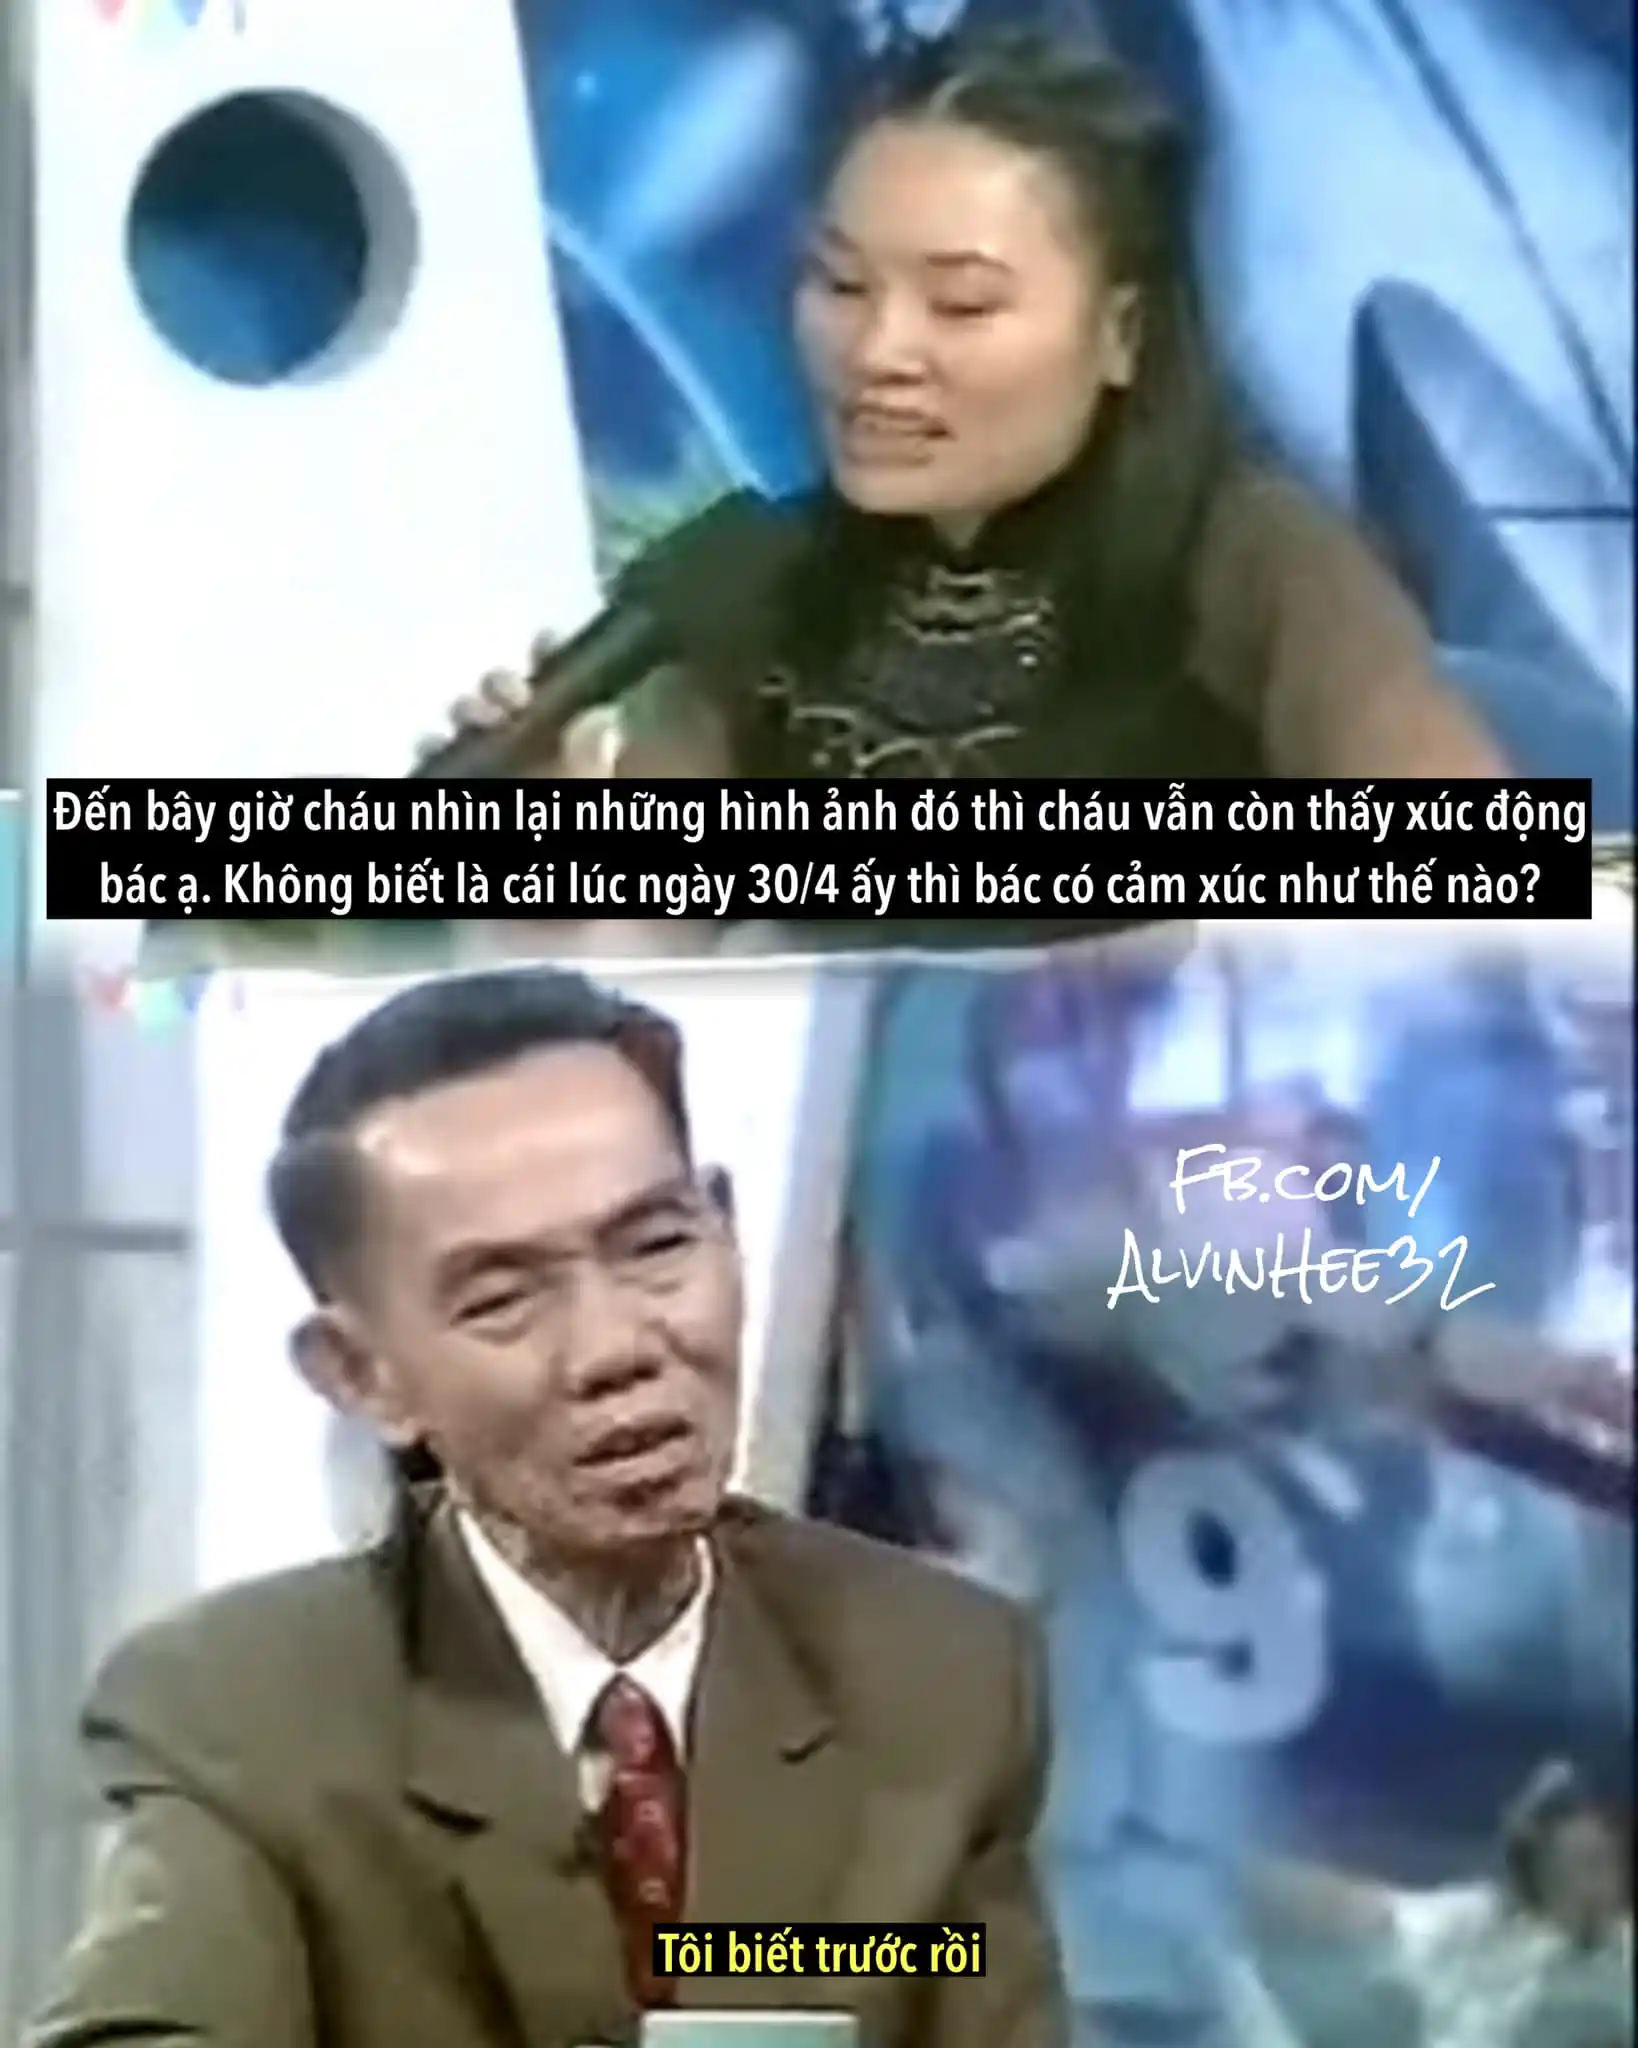 Đến bây giờ cháu nhìn lại những hình ảnh đó thì cháu vẫn còn thấy xúc động
bác ạ. Không biết là cái lúc ngày 30/4 ấy thì bác có cảm xúc như thế nào?
FB.COM/
ALVINHEE32
9
Tôi biết trước rồi